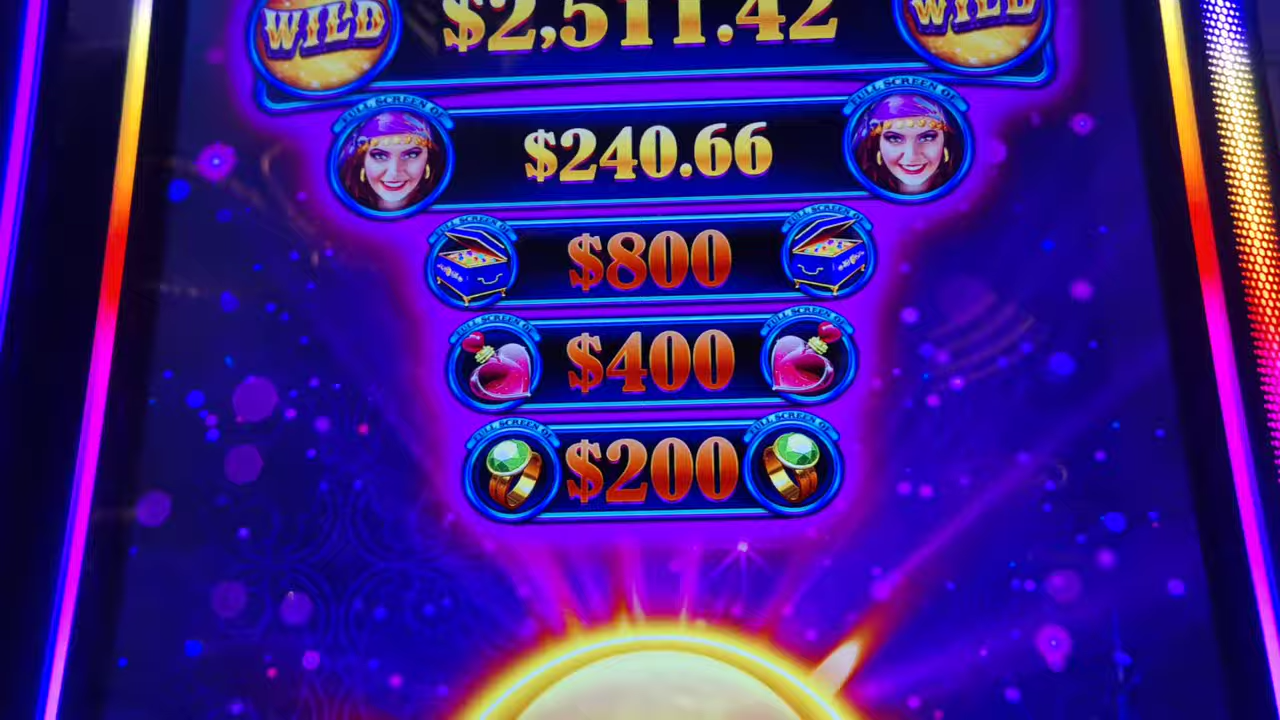 WILD $2,511.42 WILD
FULL SCREEN OF FULL SCREEN OF
$240.66
FULL SCREEN OF FULL SCREEN OF
$800
FULL SCREEN OF FULL SCREEN OF
$400
FULL SCREEN OF FULL SCREEN OF
$200